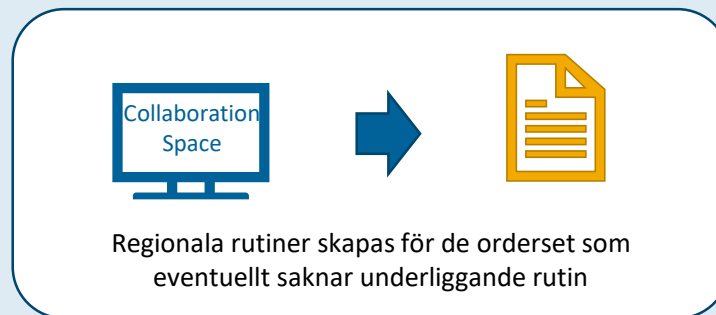 Collaboration
Space
Regionala rutiner skapas för de orderset som
eventuellt saknar underliggande rutin